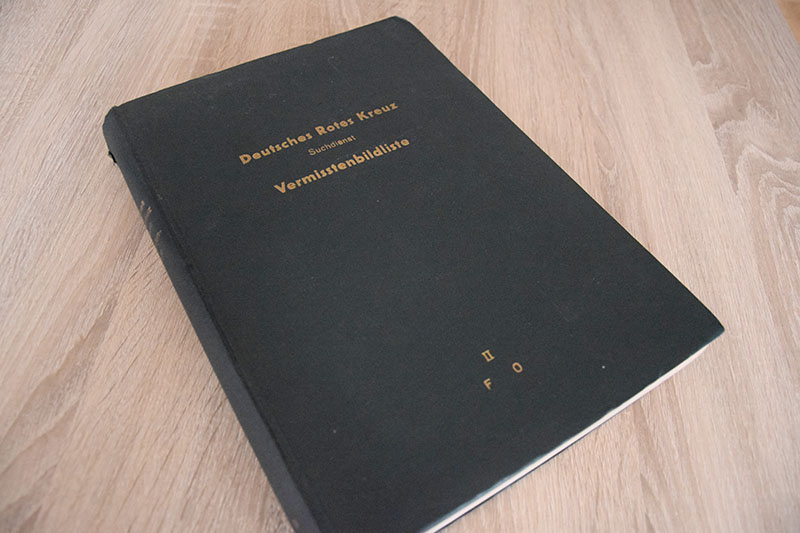 Deutsches Rotes Kreuz
Suchdienst
Vermisstenbildliste
II
F O